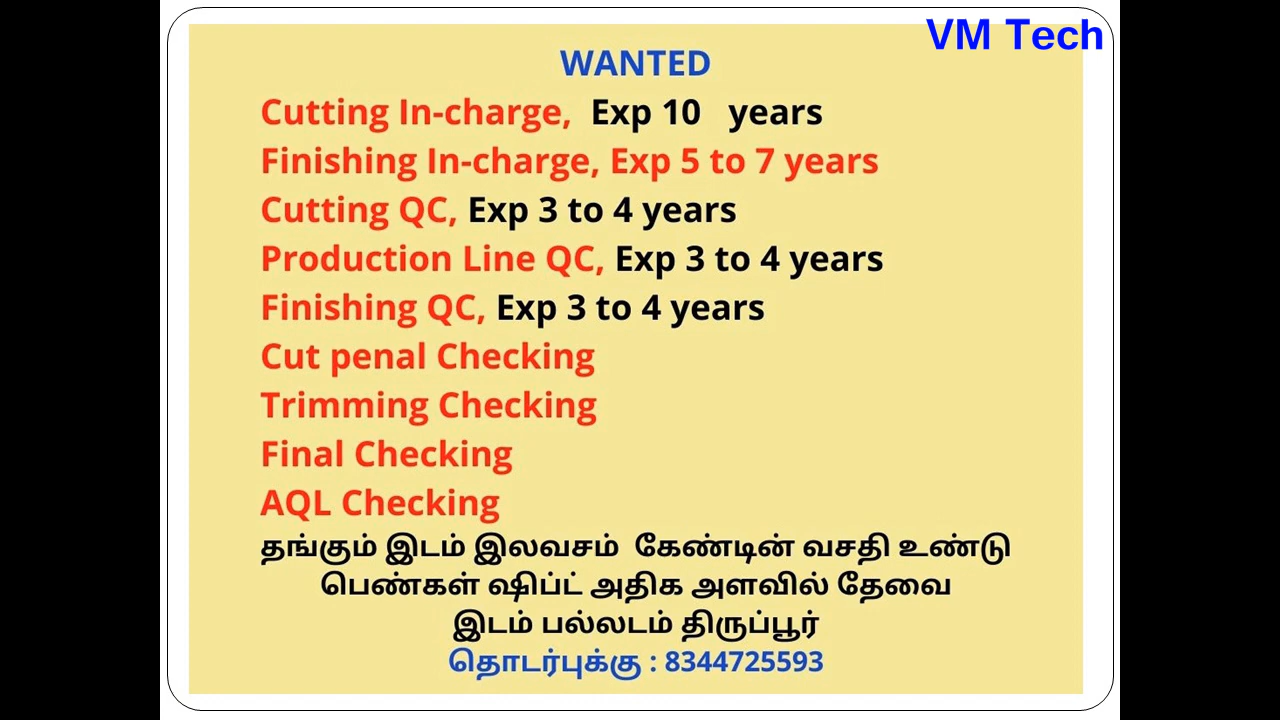 VM Tech
WANTED
Cutting In-charge, Exp 10 years
Finishing In-charge, Exp 5 to 7 years
Cutting QC, Exp 3 to 4 years
Production Line QC, Exp 3 to 4 years
Finishing QC, Exp 3 to 4 years
Cut penal Checking
Trimming Checking
Final Checking
AQL Checking
தங்கும் இடம் இலவசம் கேண்டின் வசதி உண்டு
பெண்கள் ஷிப்ட் அதிக அளவில் தேவை
இடம் பல்லடம் திருப்பூர்
தொடர்புக்கு : 8344725593